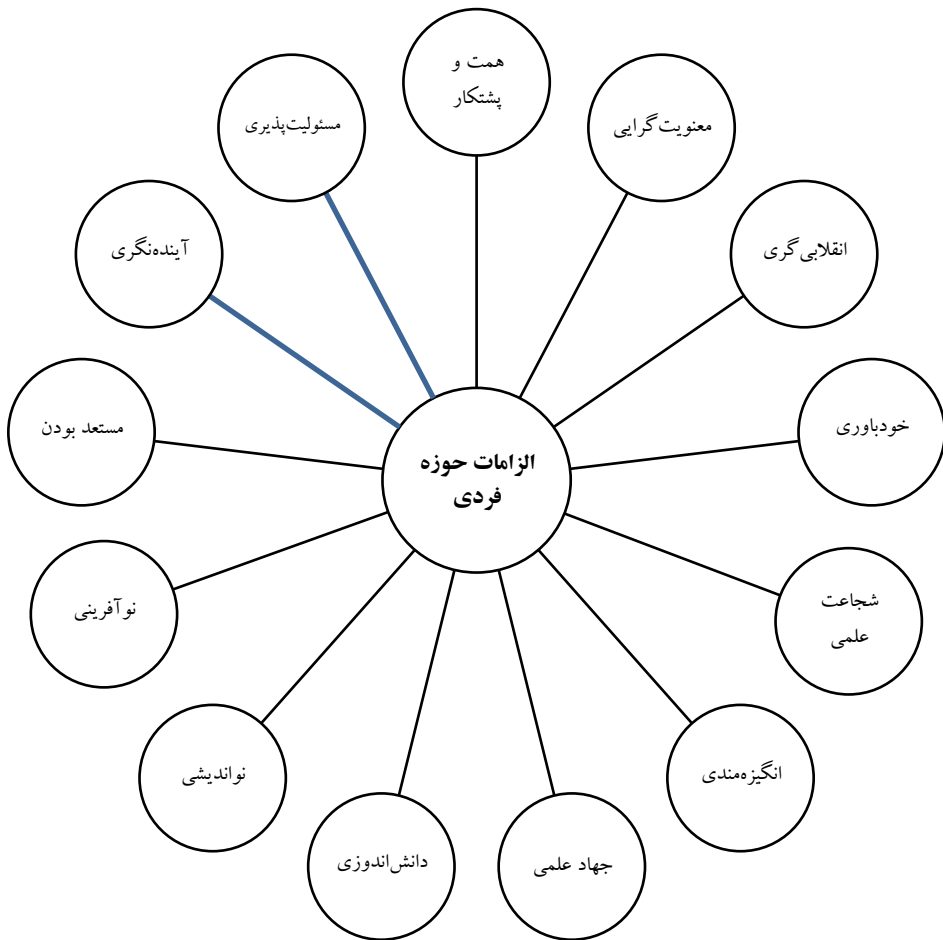 همت و
پشتکار
معنویت‌گرایی
انقلابی‌گری
خودباوری
شجاعت
علمی
انگیزه‌مندی
جهاد علمی
دانش‌اندوزی
نواندیشی
نوآفرینی
مستعد بودن
آینده‌نگری
مسئولیت‌پذیری
الزامات حوزه
فردی